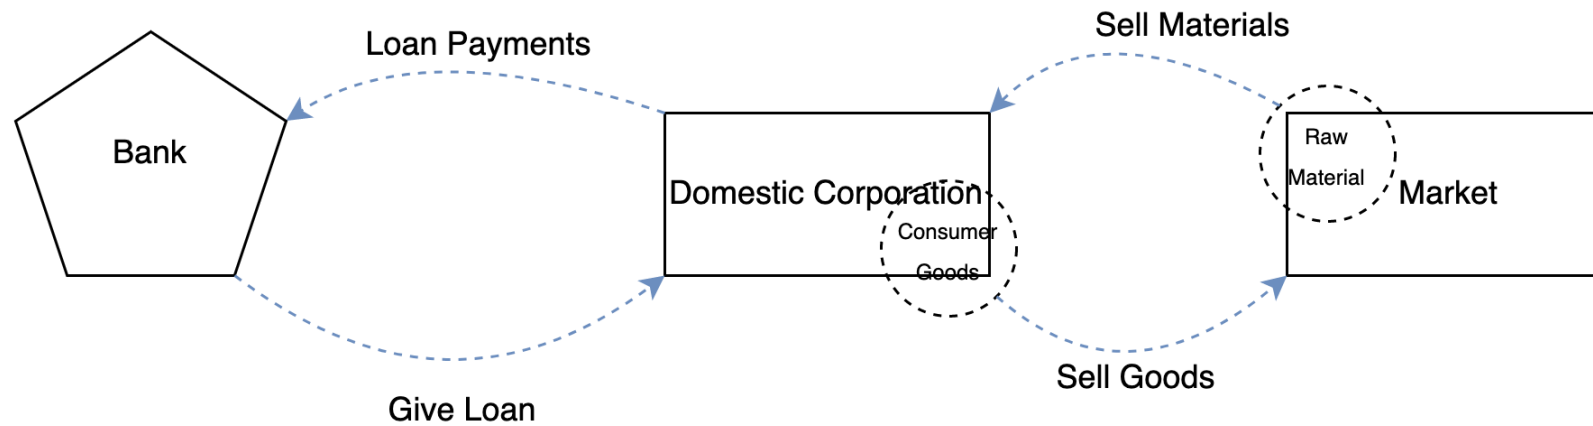 Sell Materials
Loan Payments
Raw
Bank
Material
Domestic Corporation
Market
Consumer
Goods
Sell Goods
Give Loan